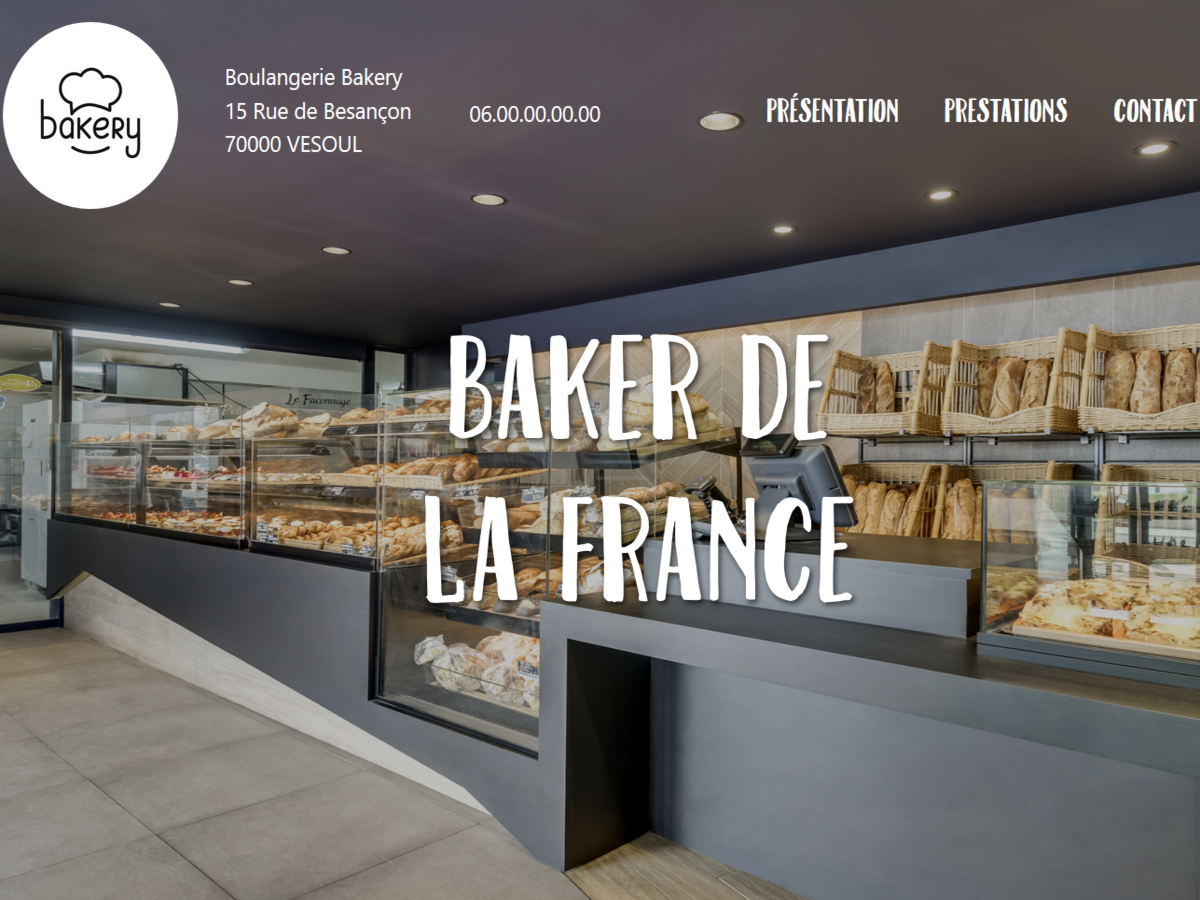 bakery
Boulangerie Bakery
15 Rue de Besançon
70000 VESOUL
06.00.00.00.00
PRÉSENTATION
PRESTATIONS
CONTACT
BAKER DE
LA FRANCE
Le Façonnage